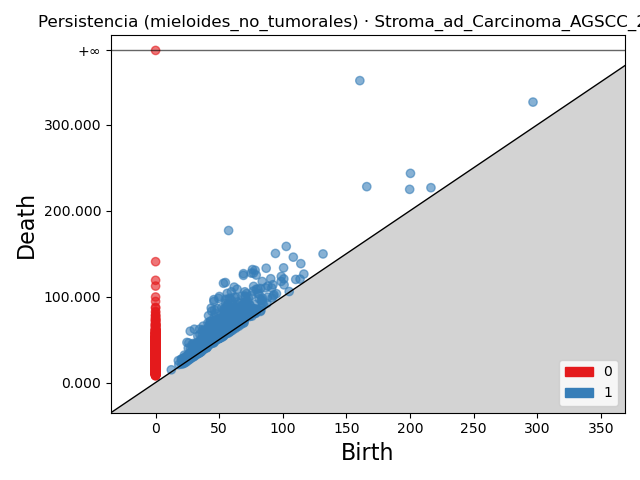 Persistencia (mieloides_no_tumorales) · Stroma_ad_Carcinoma_AGSCC_2
+∞
300.000
200.000
100.000
0.000
Death
0
1
0 50 100 150 200 250 300 350
Birth